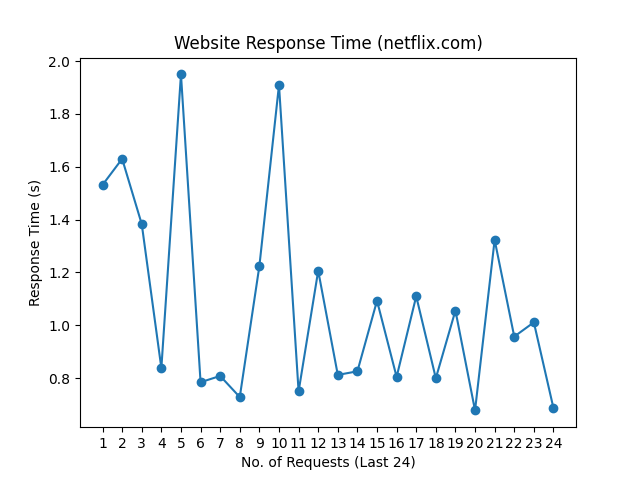 Website Response Time (netflix.com)
Response Time (s)
2.0
1.8
1.6
1.4
1.2
1.0
0.8
1 2 3 4 5 6 7 8 9 10 11 12 13 14 15 16 17 18 19 20 21 22 23 24
No. of Requests (Last 24)